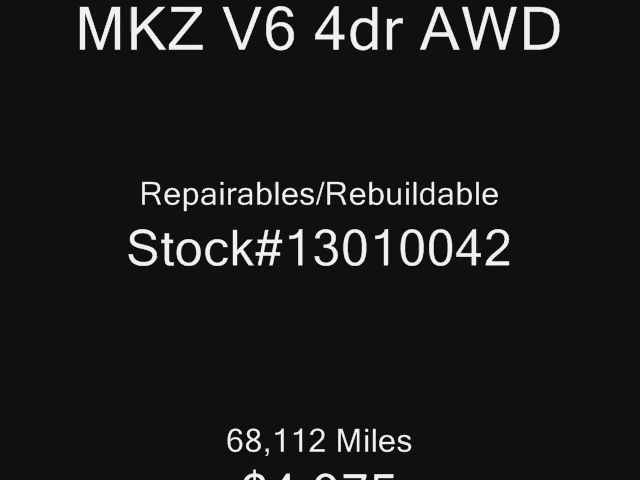 MKZ V6 4dr AWD
Repairables/Rebuildable
Stock#13010042
68,112 Miles